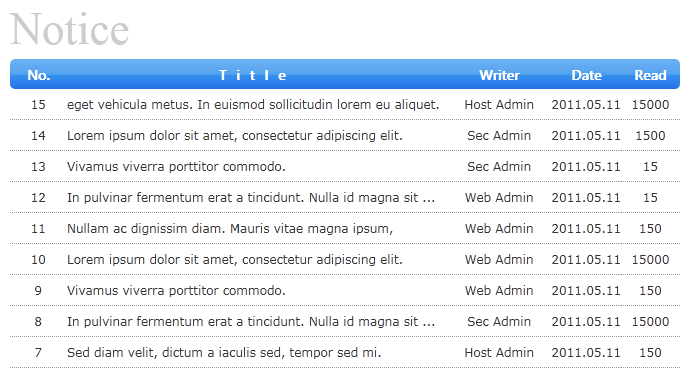 Notice
No. Title Writer Date Read
15 eget vehicula metus. In euismod sollicitudin lorem eu aliquet. Host Admin 2011.05.11 15000
14 Lorem ipsum dolor sit amet, consectetur adipiscing elit. Sec Admin 2011.05.11 1500
13 Vivamus viverra porttitor commodo. Sec Admin 2011.05.11 15
12 In pulvinar fermentum erat a tincidunt. Nulla id magna sit ... Web Admin 2011.05.11 15
11 Nullam ac dignissim diam. Mauris vitae magna ipsum, Web Admin 2011.05.11 150
10 Lorem ipsum dolor sit amet, consectetur adipiscing elit. Web Admin 2011.05.11 15000
9 Vivamus viverra porttitor commodo. Web Admin 2011.05.11 150
8 In pulvinar fermentum erat a tincidunt. Nulla id magna sit ... Sec Admin 2011.05.11 15000
7 Sed diam velit, dictum a iaculis sed, tempor sed mi. Host Admin 2011.05.11 150